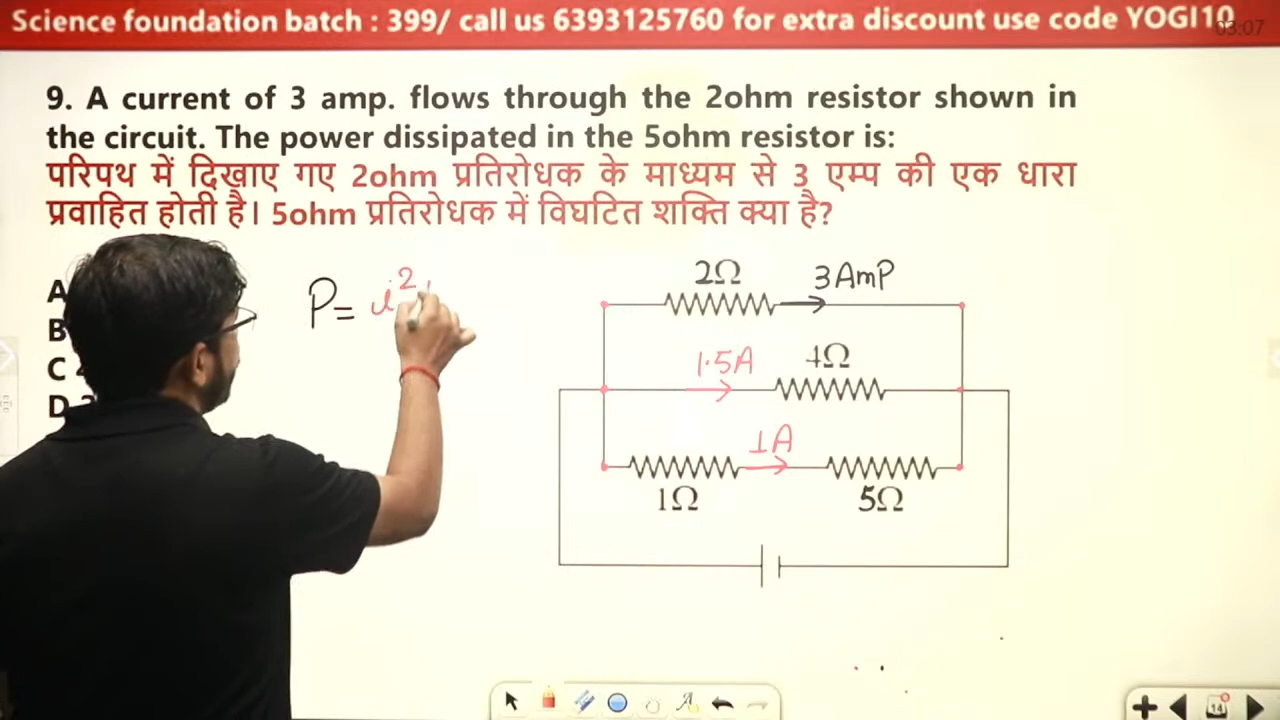 Science foundation batch : 399/ call us 6393125760 for extra discount use code YOGI10
03:07
9. A current of 3 amp. flows through the 2ohm resistor shown in
the circuit. The power dissipated in the 5ohm resistor is:
परिपथ में दिखाए गए 2ohm प्रतिरोधक के माध्यम से 3 एम्प की एक धारा
प्रवाहित होती है। 5ohm प्रतिरोधक में विघटित शक्ति क्या है?
A
B
C
D
P= i²
2Ω 3AmP
1.5A 4Ω
1A
1Ω 5Ω
14